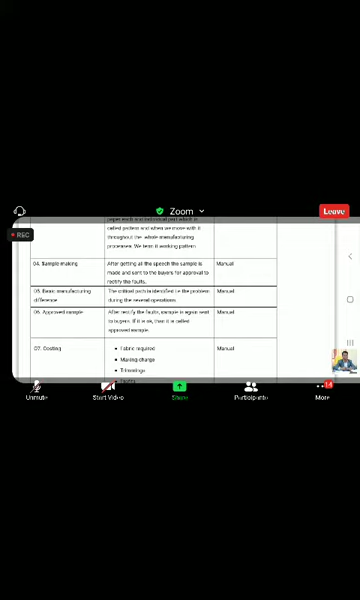 Zoom
Leave
REC
called pattern and when we move with it
throughout the whole manufacturing
processes. We term it working pattern.
04. Sample making
After getting all the speech the sample is
Manual
made and sent to the buyers for approval to
rectify the faults.
05. Basic manufacturing
The critical path is identified i.e the problem
Manual
difference
during the several operations.
06. Approved sample
After rectify the faults, sample is again sent
Manual
to buyers. If it is ok, than it is called
approved sample.
07. Costing
Fabric required
Manual
Making charge
Trimmings
14
Unmute
Start Video
Share
Participants
More